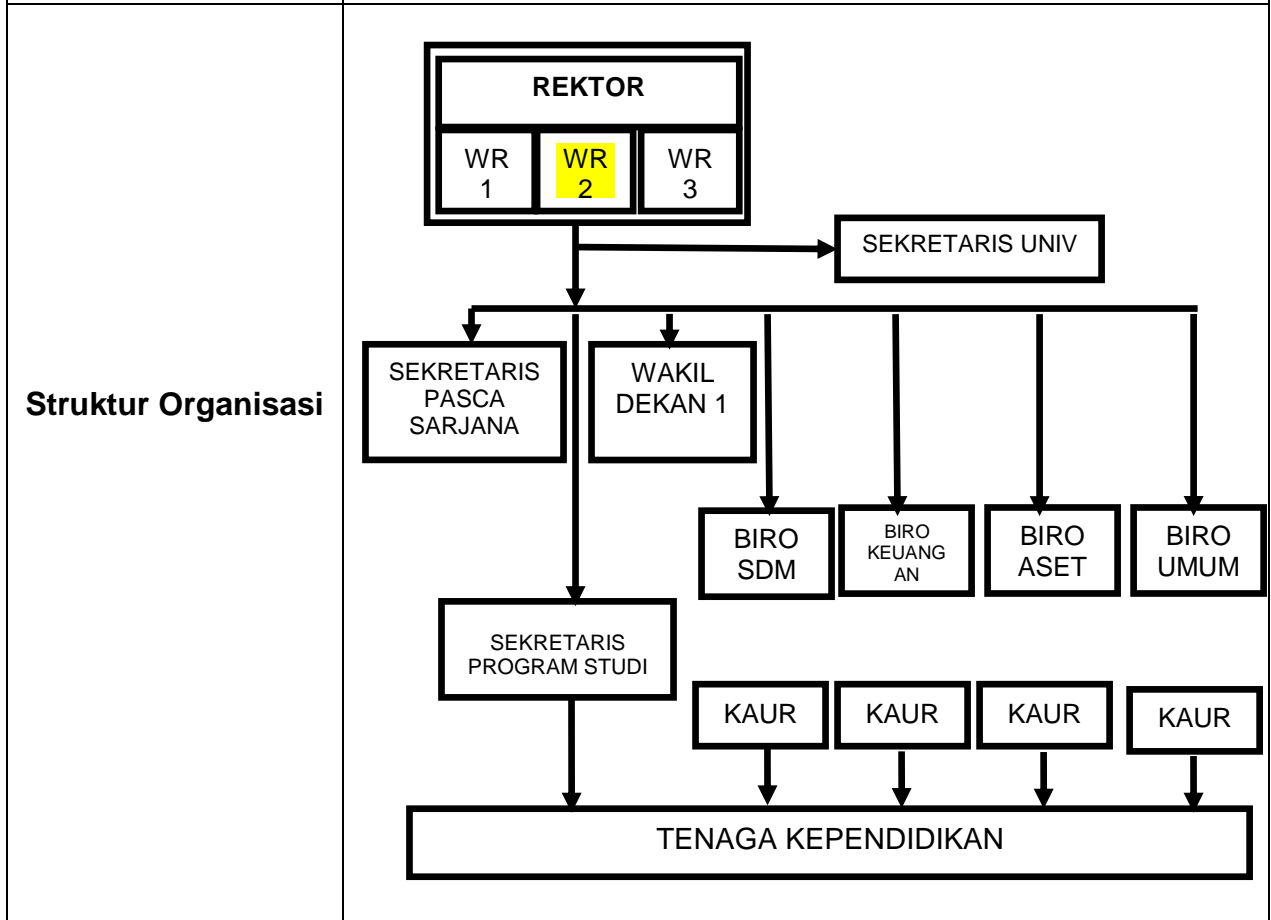 Struktur Organisasi
REKTOR
WR
1
WR
2
WR
3
SEKRETARIS UNIV
SEKRETARIS
PASCA
SARJANA
WAKIL
DEKAN 1
BIRO
SDM
BIRO
KEUANG
AN
BIRO
ASET
BIRO
UMUM
SEKRETARIS
PROGRAM STUDI
KAUR
KAUR
KAUR
KAUR
TENAGA KEPENDIDIKAN